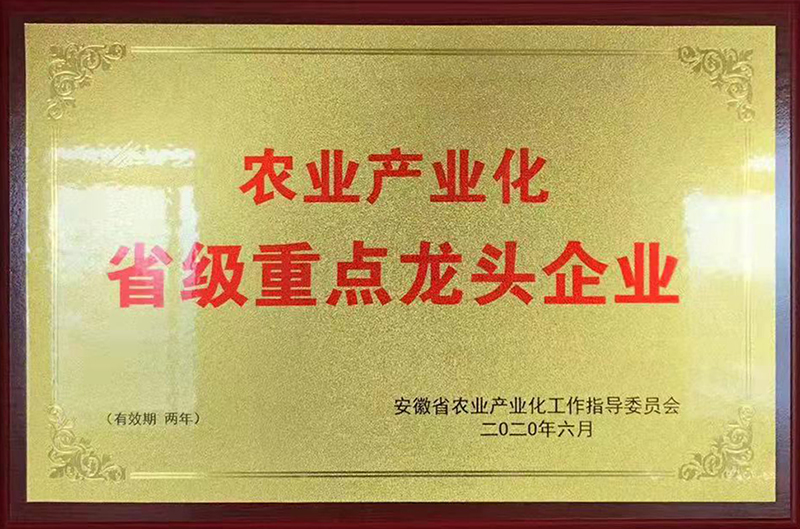 农业产业化
省级重点龙头企业
（有效期 两年）
安徽省农业产业化工作指导委员会
二0二0年六月